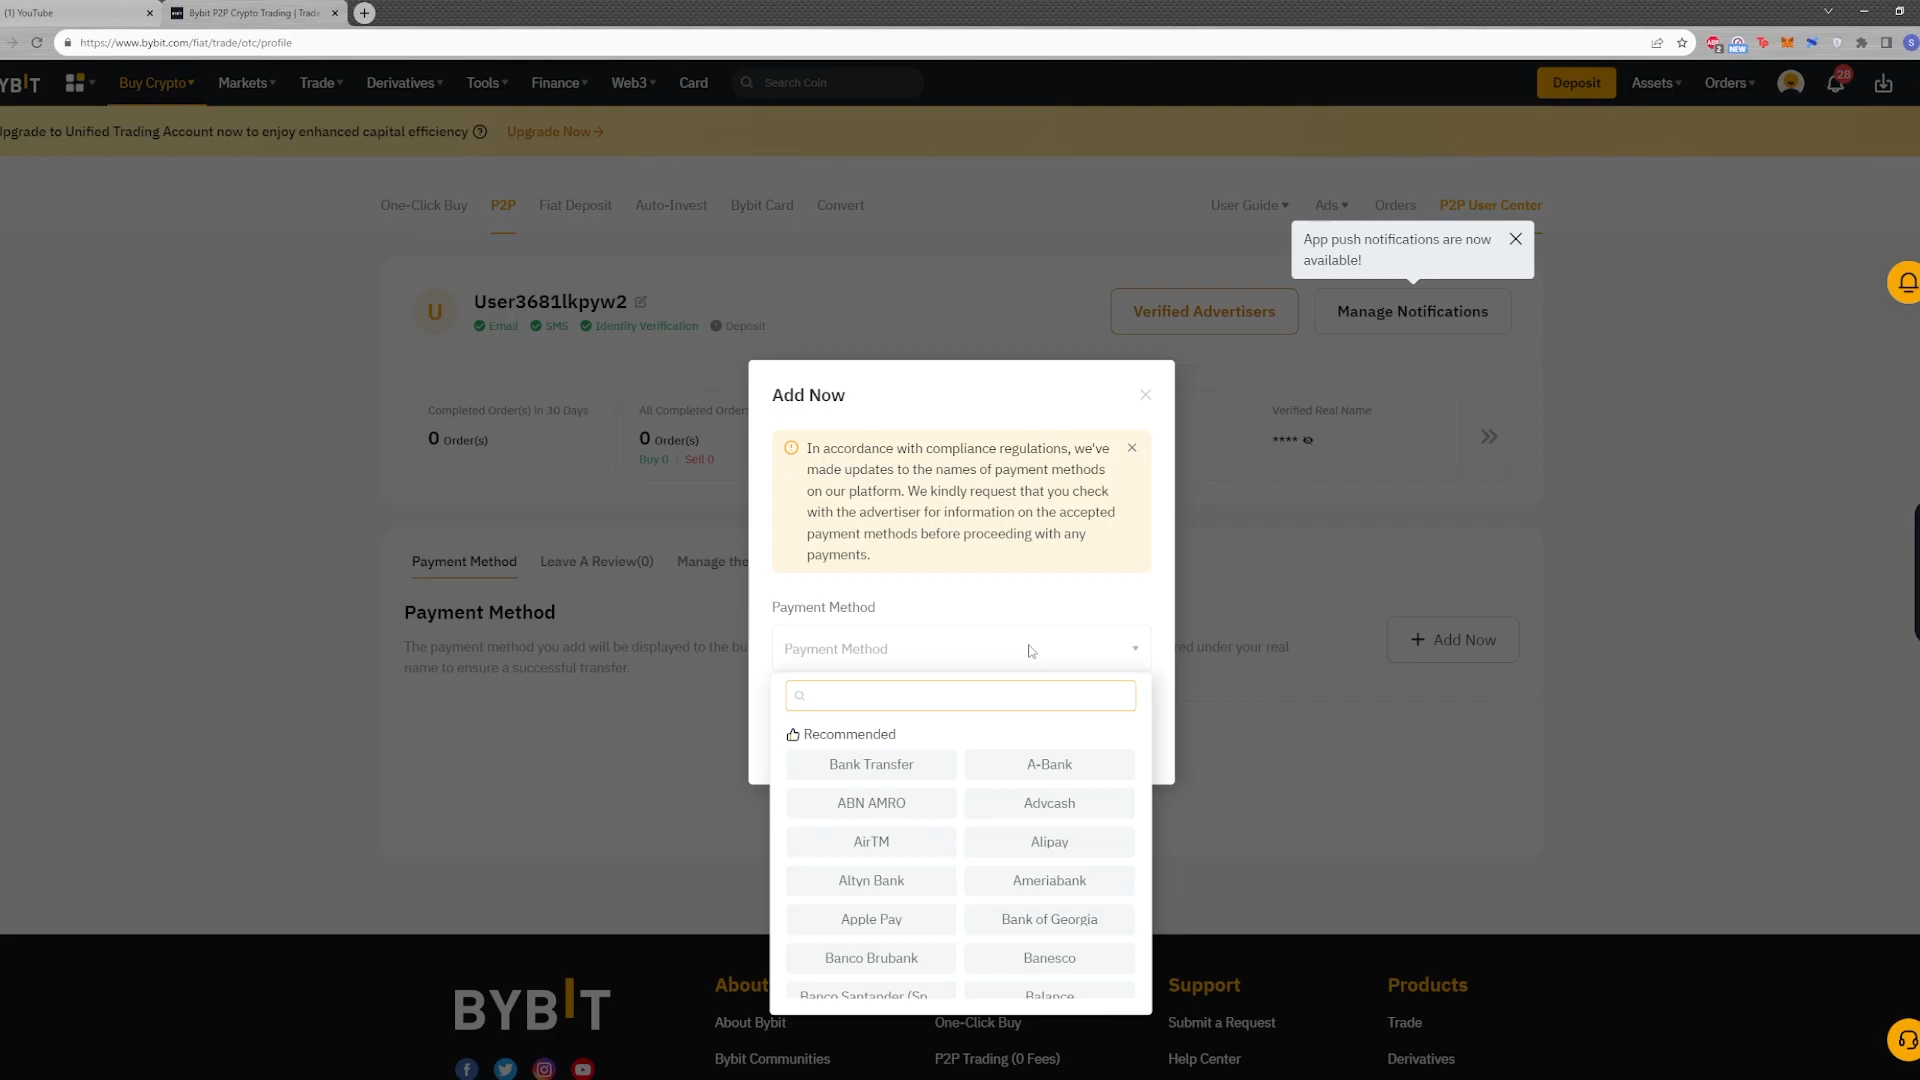 (1) YouTube
Bybit P2P Crypto Trading | Trade
https://www.bybit.com/fiat/trade/otc/profile
2
NEW
Tp
S
YBIT
Buy Crypto
Markets
Trade
Derivatives
Tools
Finance
Web3
Card
Search Coin
Deposit
Assets
Orders
28
Upgrade to Unified Trading Account now to enjoy enhanced capital efficiency
Upgrade Now→
One-Click Buy
P2P
Fiat Deposit
Auto-Invest
Bybit Card
Convert
User Guide
Ads
Orders
P2P User Center
App push notifications are now
available!
U
User3681lkpyw2
Email
SMS
Identity Verification
Deposit
Verified Advertisers
Manage Notifications
Completed Order(s) in 30 Days
0 Order(s)
All Completed Order
0 Order(s)
Buy 0
Sell 0
Verified Real Name
****
Add Now
In accordance with compliance regulations, we've
made updates to the names of payment methods
on our platform. We kindly request that you check
with the advertiser for information on the accepted
payment methods before proceeding with any
payments.
Payment Method
Leave A Review(0)
Manage the
Payment Method
The payment method you add will be displayed to the bu
name to ensure a successful transfer.
red under your real
+ Add Now
Payment Method
Payment Method
Recommended
Bank Transfer
A-Bank
ABN AMRO
Advcash
AirTM
Alipay
Altyn Bank
Ameriabank
Apple Pay
Bank of Georgia
Banco Brubank
Banesco
Banco Santander (Sp
Balance
BYBIT
About
About Bybit
Bybit Communities
One-Click Buy
P2P Trading (0 Fees)
Support
Submit a Request
Help Center
Products
Trade
Derivatives